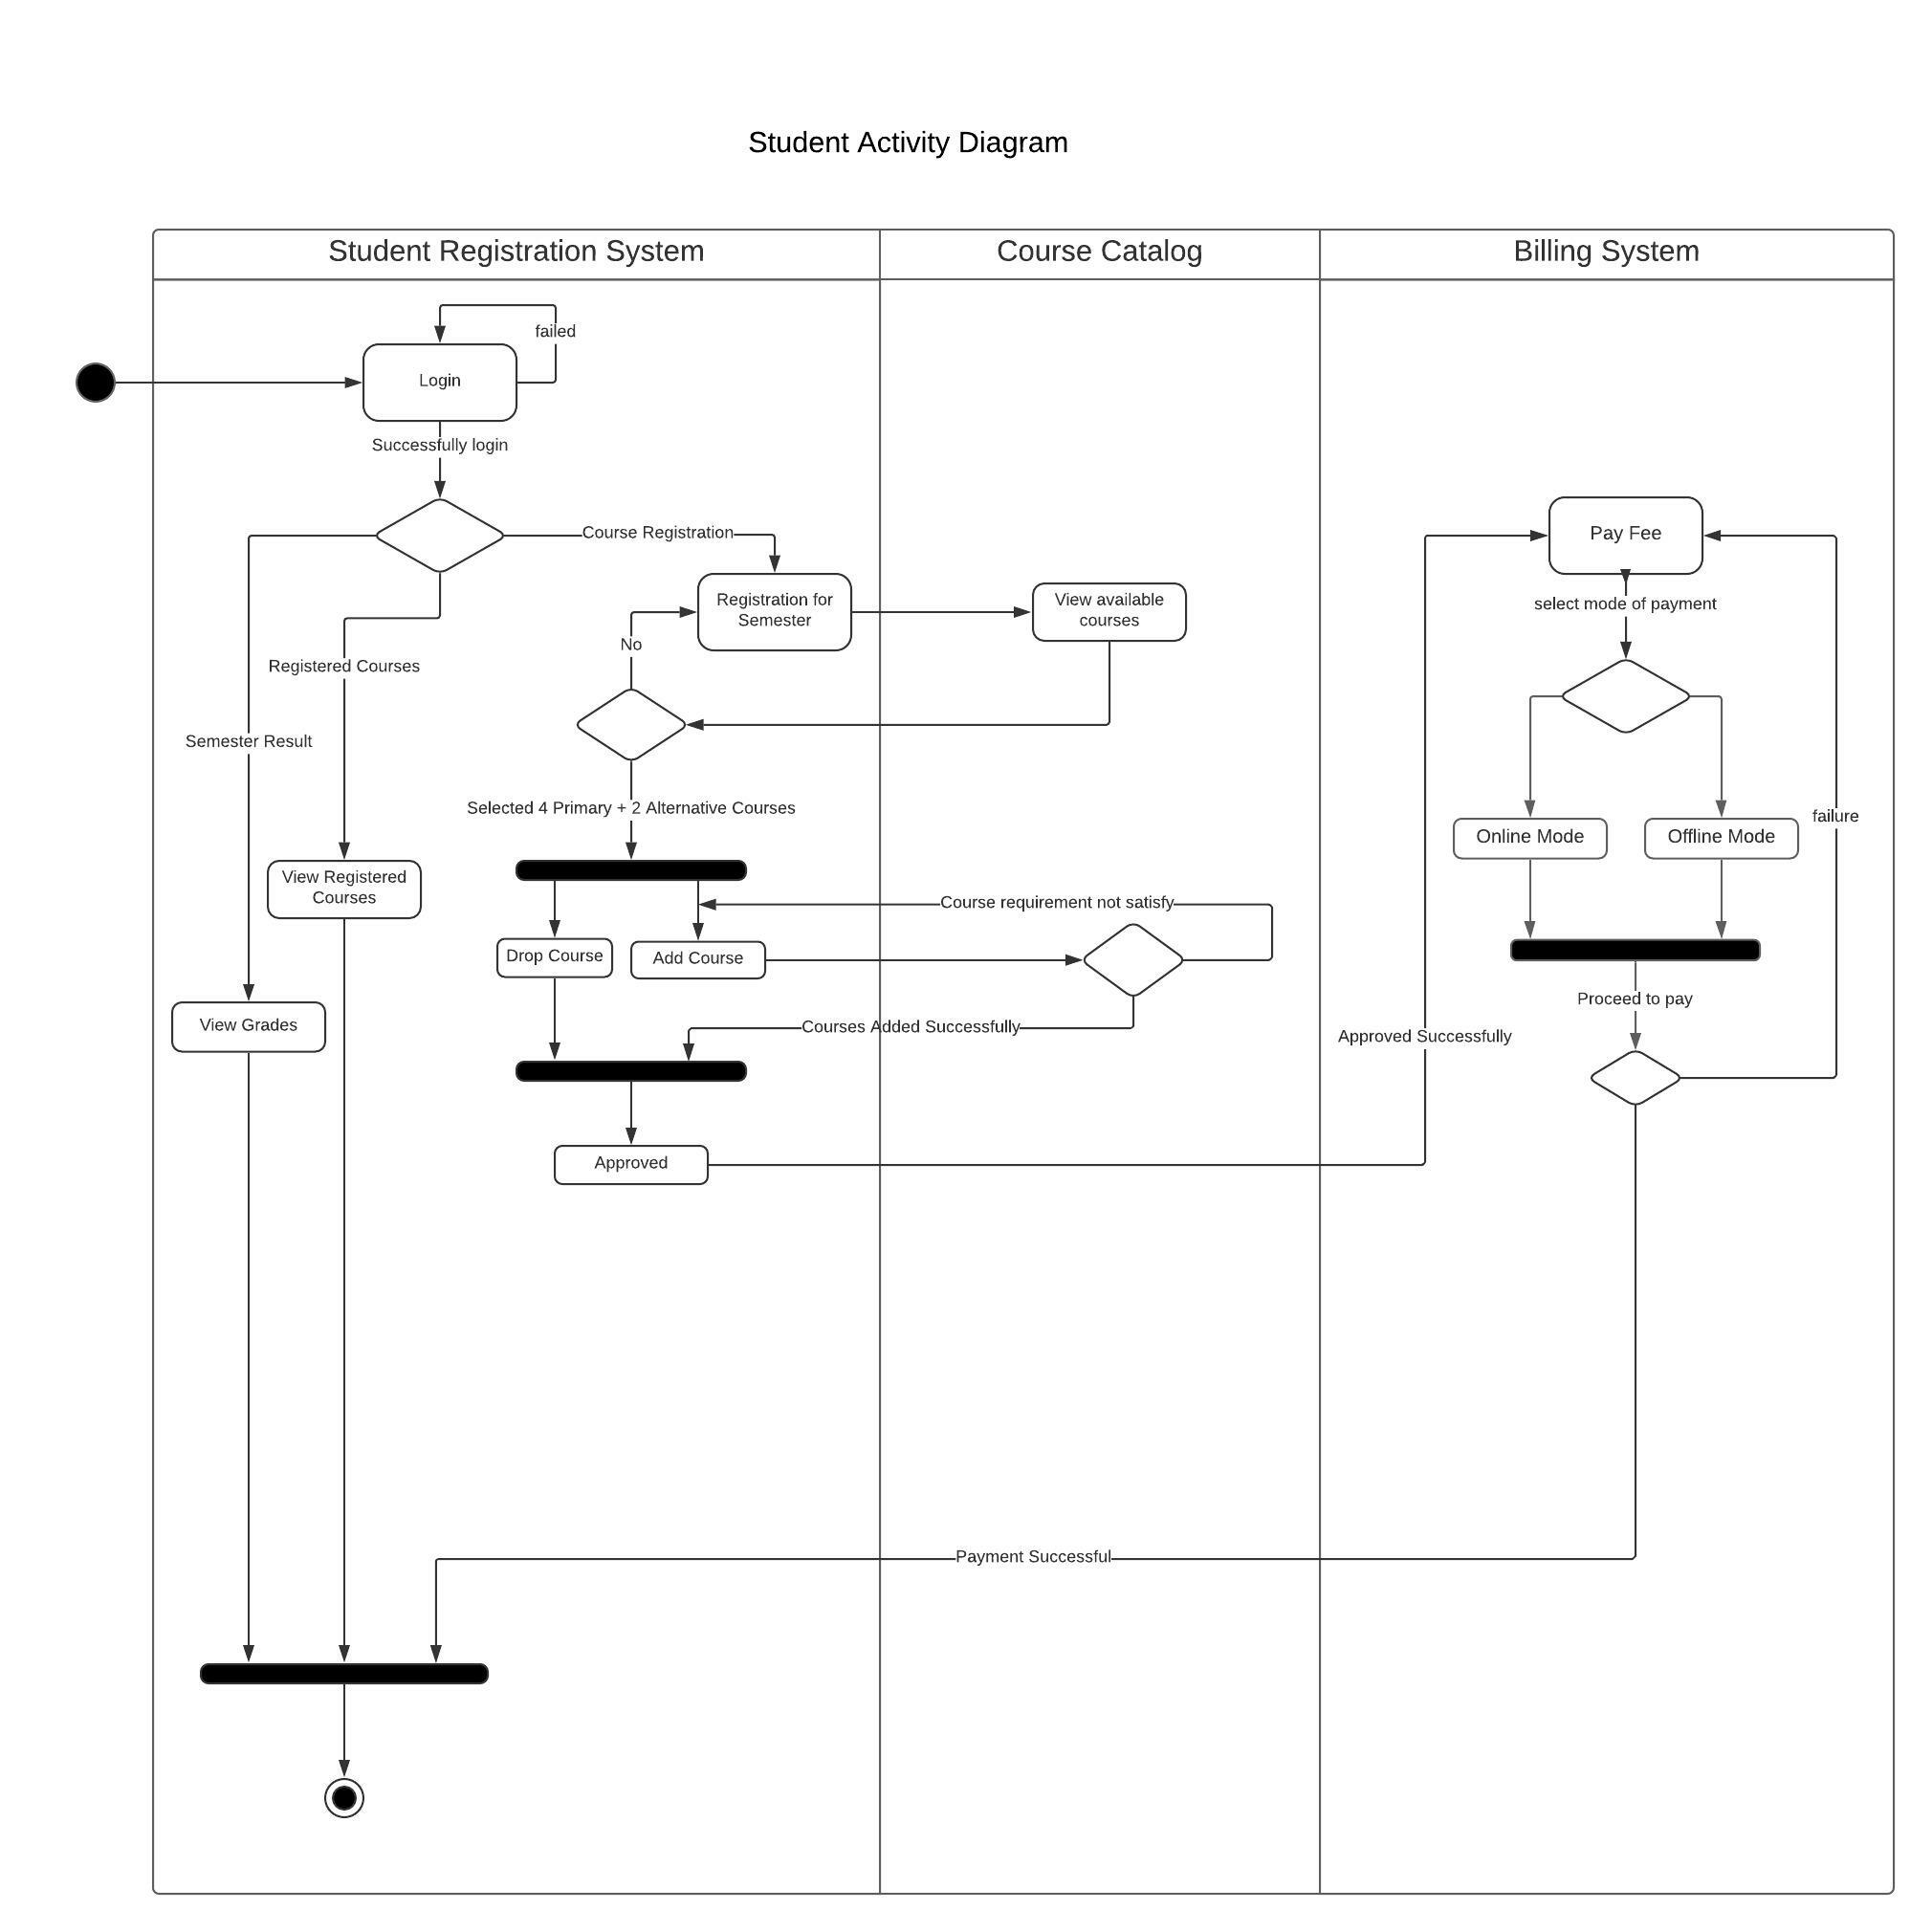 Student Activity Diagram
Student Registration System
Course Catalog
Billing System
failed
Login
Successfully login
Course Registration
Registration for
Semester
View available
courses
Pay Fee
select mode of payment
No
Registered Courses
Semester Result
Selected 4 Primary + 2 Alternative Courses
Online Mode
Offline Mode
failure
View Registered
Courses
Course requirement not satisfy
Drop Course
Add Course
Proceed to pay
View Grades
Courses Added Successfully
Approved Successfully
Approved
Payment Successful